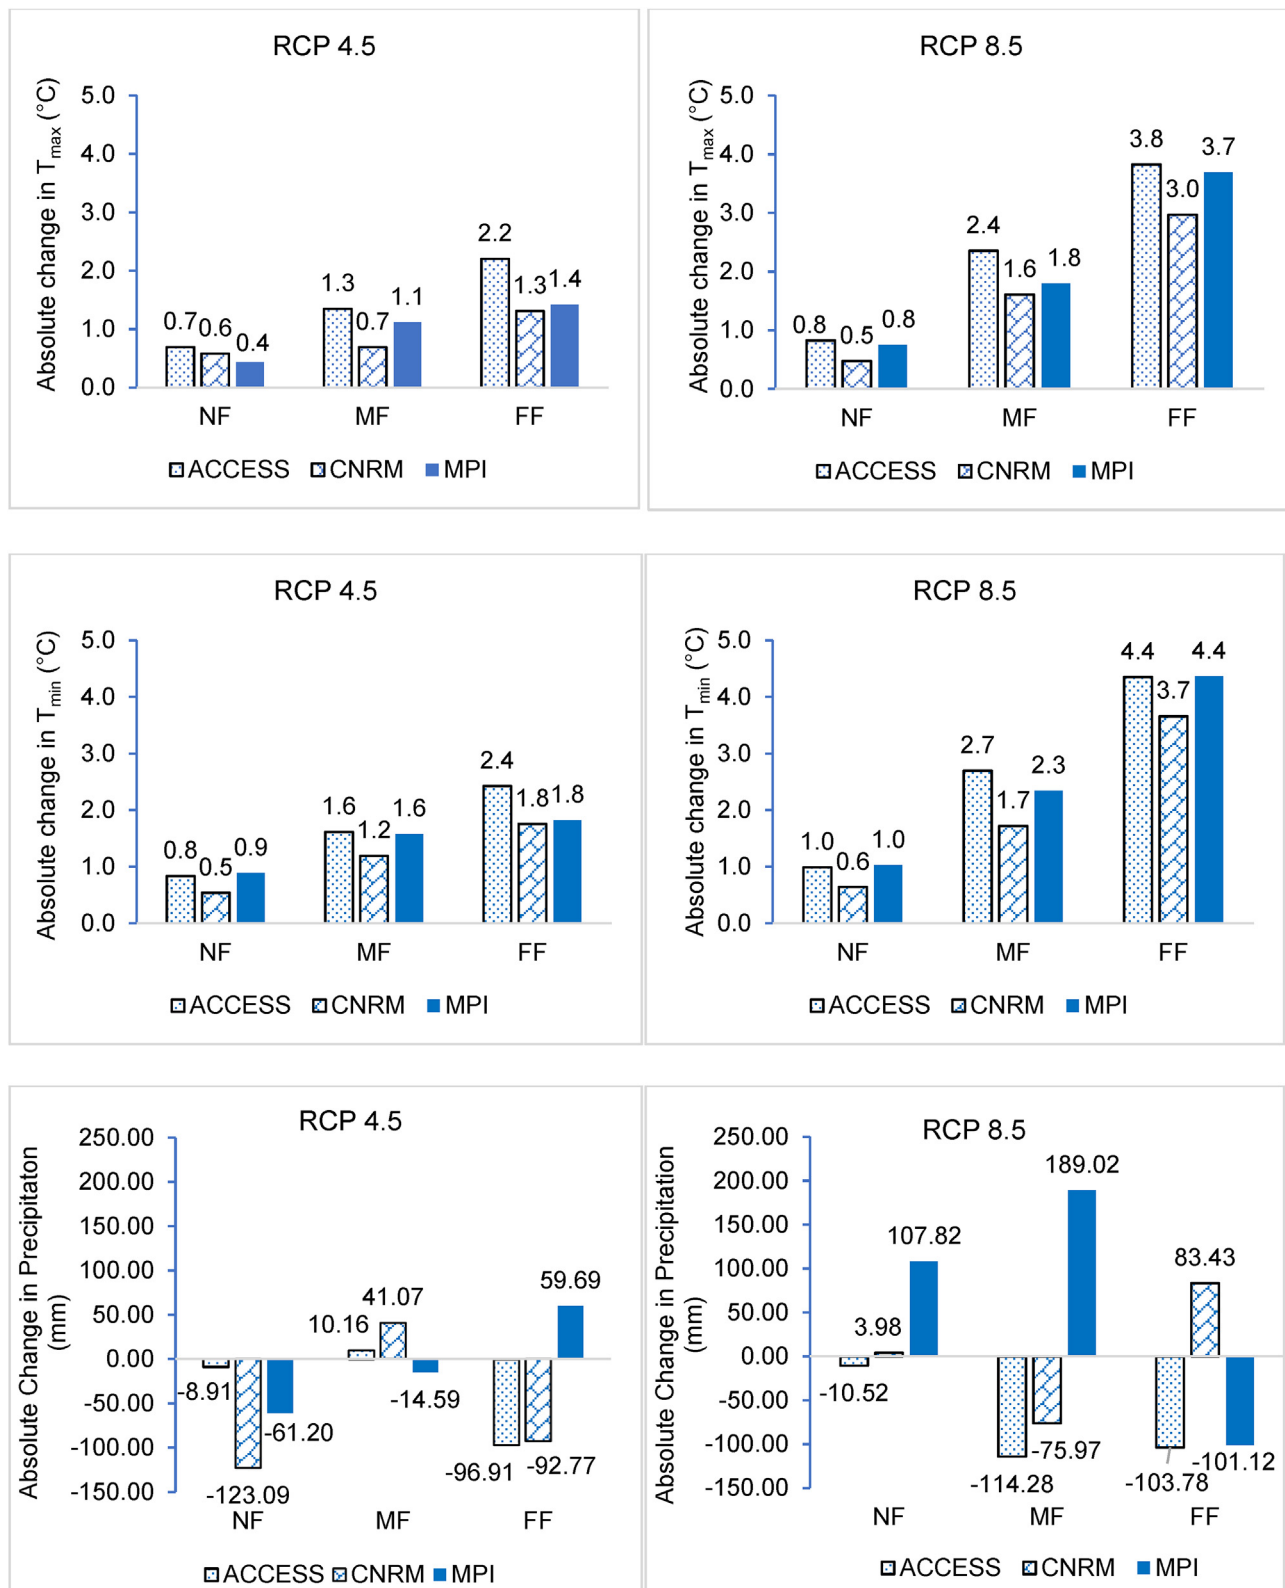 RCP 4.5
Absolute change in Tmax (°C)
5.0
4.0
3.0
2.0
1.0
0.0
0.7 0.6 0.4
1.3 0.7 1.1
2.2 1.3 1.4
NF MF FF
ACCESS CNRM MPI
RCP 8.5
Absolute change in Tmax (°C)
5.0
4.0
3.0
2.0
1.0
0.0
0.8 0.5 0.8
2.4 1.6 1.8
3.8 3.0 3.7
NF MF FF
ACCESS CNRM MPI
RCP 4.5
Absolute change in Tmin (°C)
5.0
4.0
3.0
2.0
1.0
0.0
0.8 0.5 0.9
1.6 1.2 1.6
2.4 1.8 1.8
NF MF FF
ACCESS CNRM MPI
RCP 8.5
Absolute change in Tmin (°C)
5.0
4.0
3.0
2.0
1.0
0.0
1.0 0.6 1.0
2.7 1.7 2.3
4.4 3.7 4.4
NF MF FF
ACCESS CNRM MPI
RCP 4.5
Absolute Change in Precipitaton
(mm)
250.00
200.00
150.00
100.00
50.00
0.00
-50.00
-100.00
-150.00
-8.91 -123.09 -61.20
10.16 41.07 -14.59
-96.91 -92.77 59.69
NF MF FF
ACCESS CNRM MPI
RCP 8.5
Absolute Change in Precipitation
(mm)
250.00
200.00
150.00
100.00
50.00
0.00
-50.00
-100.00
-150.00
-10.52 3.98 107.82
-114.28 -75.97 189.02
-103.78 83.43 -101.12
NF MF FF
ACCESS CNRM MPI